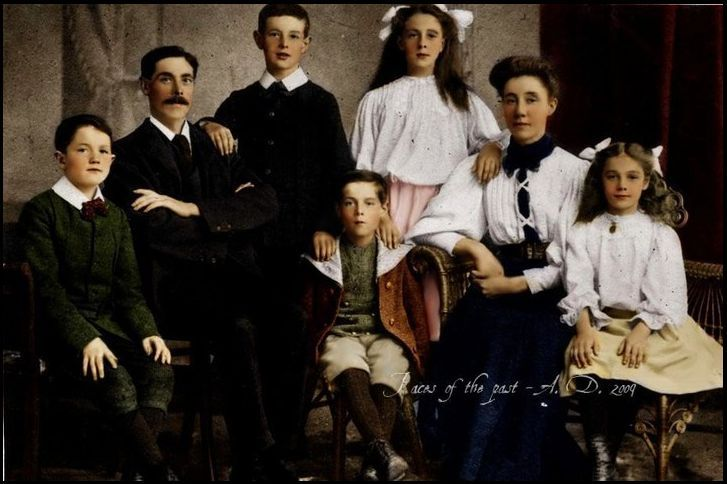 Faces of the past -A. D. 2009